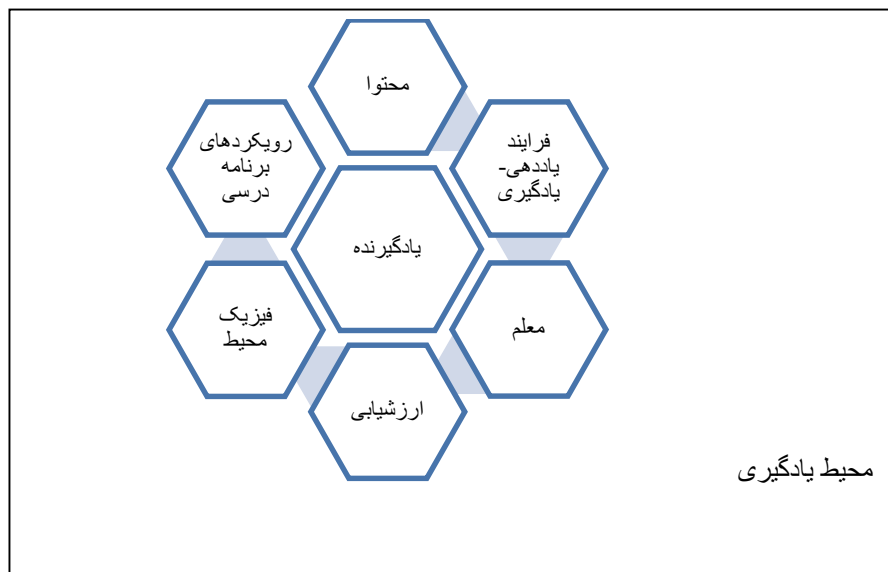 محتوا
فرایند
یاددهی-
یادگیری
رویکردهای
برنامه
درسی
یادگیرنده
معلم
فیزیک
محیط
ارزشیابی
محیط یادگیری